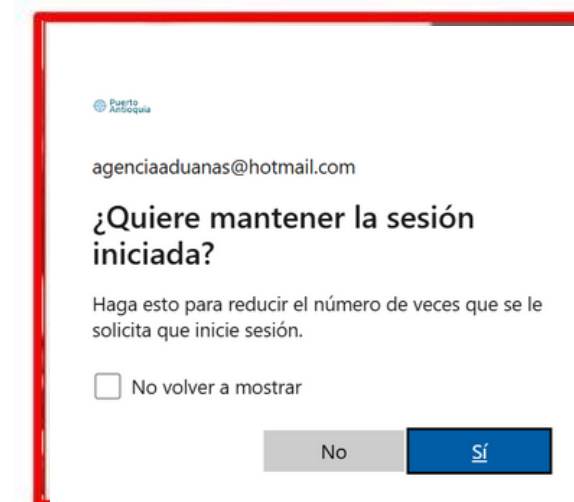 Puerto
Antioquia
agenciaaduanas@hotmail.com
¿Quiere mantener la sesión
iniciada?
Haga esto para reducir el número de veces que se le
solicita que inicie sesión.
No volver a mostrar
No
Sí